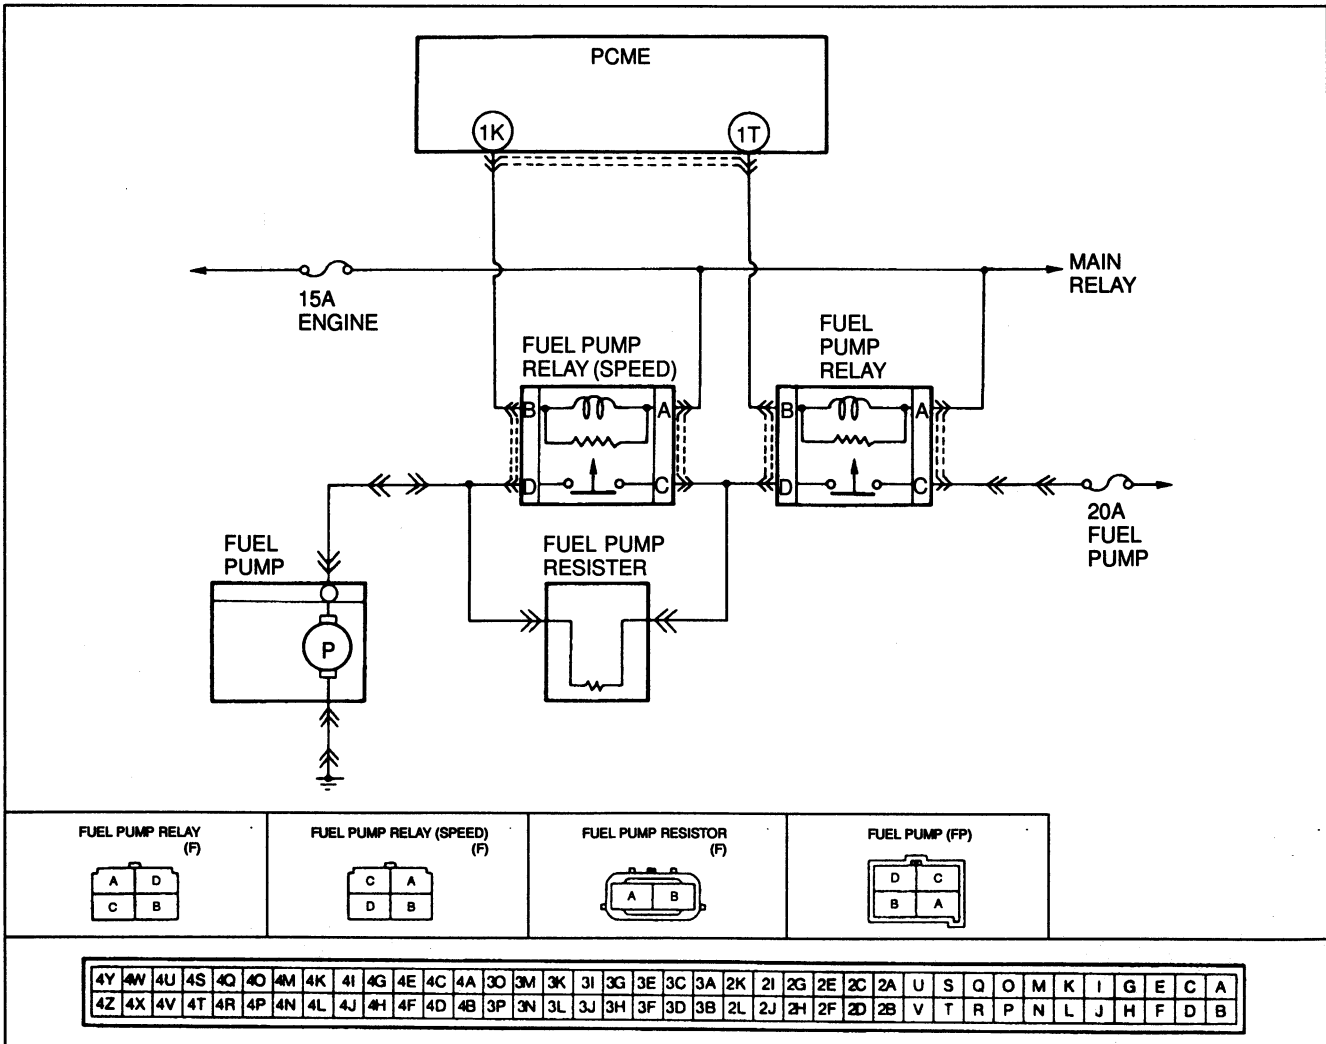 PCME
1K
1T
MAIN
RELAY
15A
ENGINE
FUEL PUMP
RELAY (SPEED)
FUEL
PUMP
RELAY
B
A
B
A
D
C
D
C
20A
FUEL
PUMP
FUEL
PUMP
FUEL PUMP
RESISTER
P
FUEL PUMP RELAY
(F)
A D
C B
FUEL PUMP RELAY (SPEED)
(F)
C A
D B
FUEL PUMP RESISTOR
(F)
A B
FUEL PUMP (FP)
D C
B A
4Y 4W 4U 4S 4Q 4O 4M 4K 4I 4G 4E 4C 4A 3O 3M 3K 3I 3G 3E 3C 3A 2K 2I 2G 2E 2C 2A U S Q O M K I G E C A
4Z 4X 4V 4T 4R 4P 4N 4L 4J 4H 4F 4D 4B 3P 3N 3L 3J 3H 3F 3D 3B 2L 2J 2H 2F 2D 2B V T R P N L J H F D B